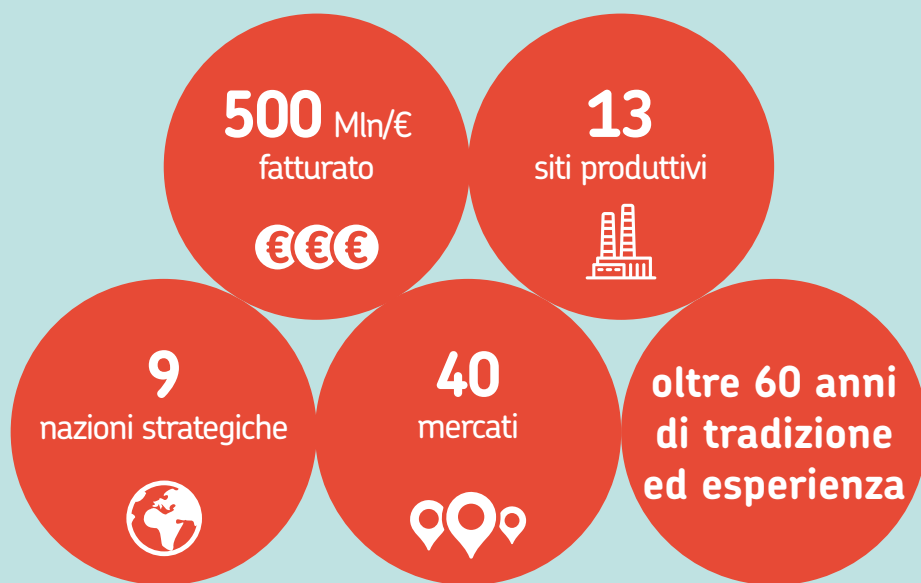 500 Mln/€
fatturato
€€€
13
siti produttivi
9
nazioni strategiche
40
mercati
oltre 60 anni
di tradizione
ed esperienza